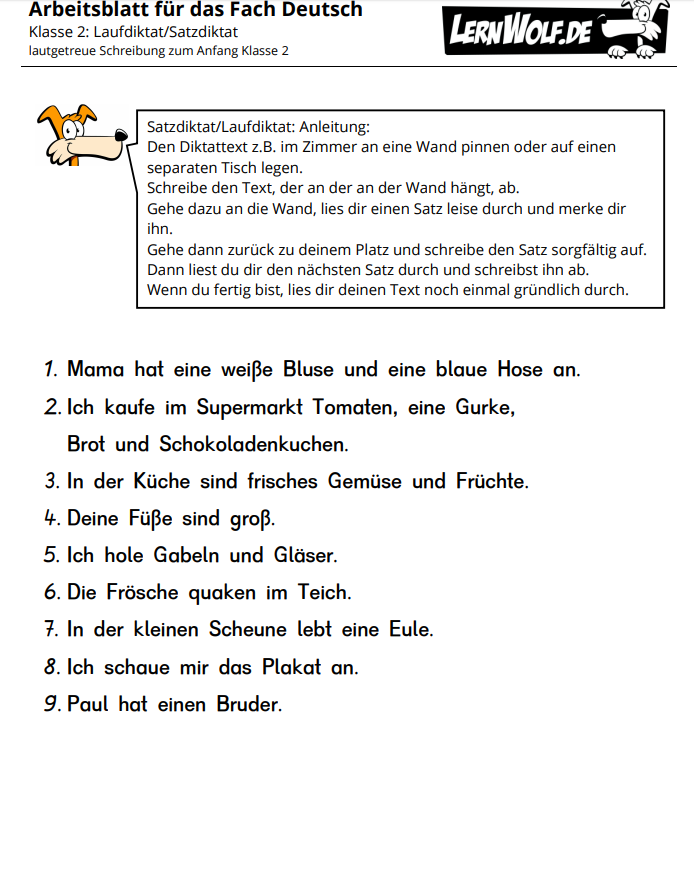 Arbeitsblatt für das Fach Deutsch
Klasse 2: Laufdiktat/Satzdiktat
lautgetreue Schreibung zum Anfang Klasse 2
LERNWOLF.DE
Satzdiktat/Laufdiktat: Anleitung:
Den Diktattext z.B. im Zimmer an eine Wand pinnen oder auf einen
separaten Tisch legen.
Schreibe den Text, der an der an der Wand hängt, ab.
Gehe dazu an die Wand, lies dir einen Satz leise durch und merke dir
ihn.
Gehe dann zurück zu deinem Platz und schreibe den Satz sorgfältig auf.
Dann liest du dir den nächsten Satz durch und schreibst ihn ab.
Wenn du fertig bist, lies dir deinen Text noch einmal gründlich durch.
1. Mama hat eine weiße Bluse und eine blaue Hose an.
2. Ich kaufe im Supermarkt Tomaten, eine Gurke,
Brot und Schokoladenkuchen.
3. In der Küche sind frisches Gemüse und Früchte.
4. Deine Füße sind groß.
5. Ich hole Gabeln und Gläser.
6. Die Frösche quaken im Teich.
7. In der kleinen Scheune lebt eine Eule.
8. Ich schaue mir das Plakat an.
9. Paul hat einen Bruder.